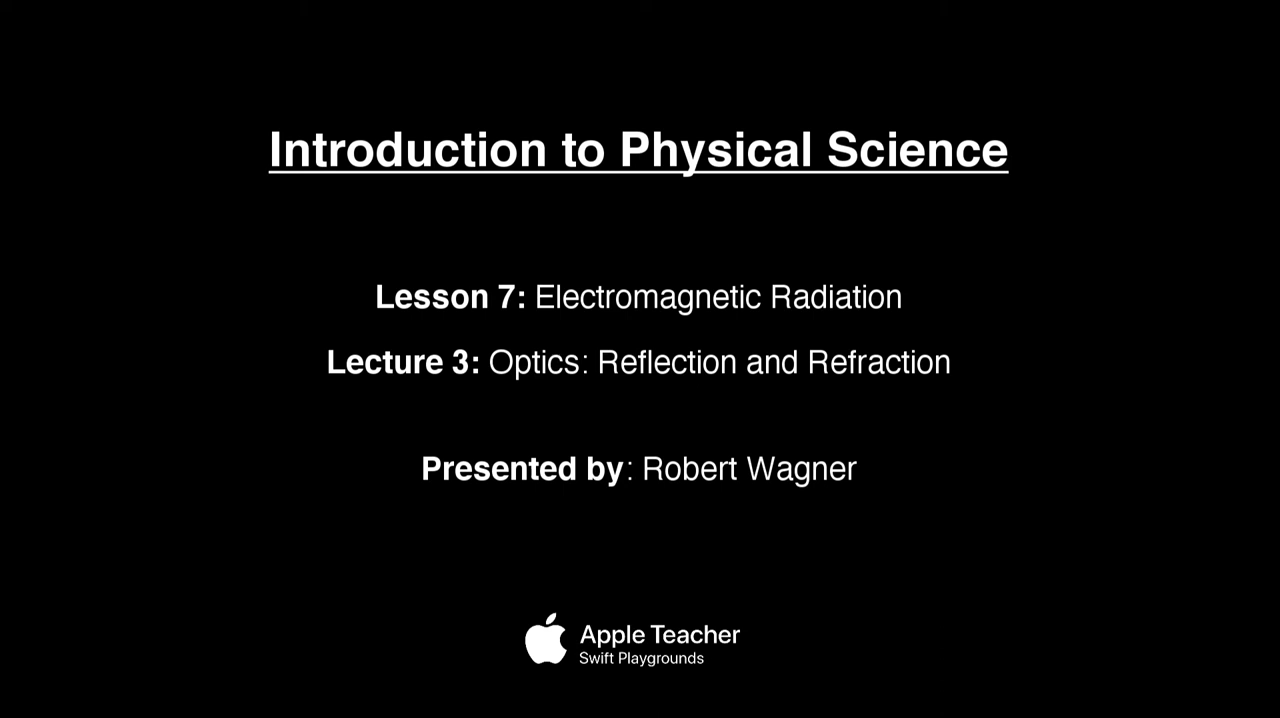 Introduction to Physical Science
Lesson 7: Electromagnetic Radiation
Lecture 3: Optics: Reflection and Refraction
Presented by: Robert Wagner
Apple Teacher
Swift Playgrounds